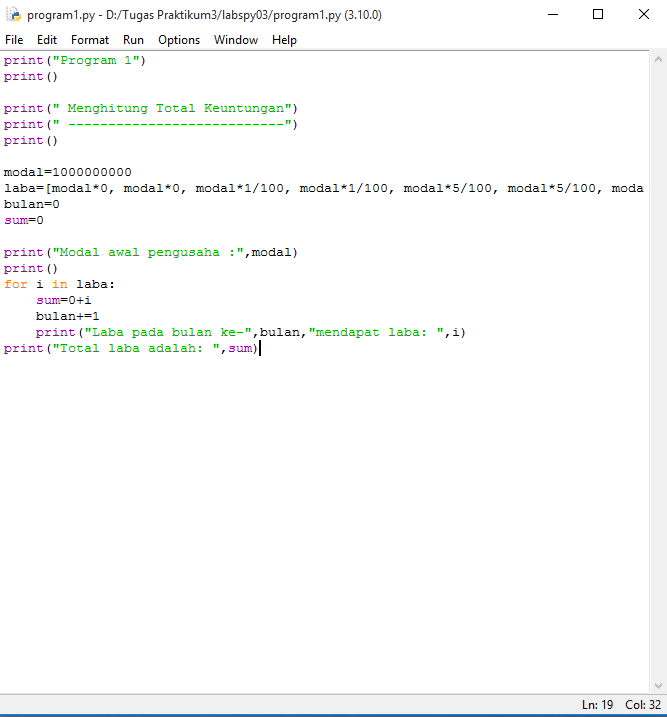 program1.py - D:/Tugas Praktikum3/labspy03/program1.py (3.10.0)
File Edit Format Run Options Window Help
print("Program 1")
print()
print(" Menghitung Total Keuntungan")
print(" ---------------------------")
print()
modal=1000000000
laba=[modal*0, modal*0, modal*1/100, modal*1/100, modal*5/100, modal*5/100, moda
bulan=0
sum=0
print("Modal awal pengusaha :",modal)
print()
for i in laba:
    sum=0+i
    bulan+=1
    print("Laba pada bulan ke-",bulan,"mendapat laba: ",i)
print("Total laba adalah: ",sum)
Ln: 19 Col: 32